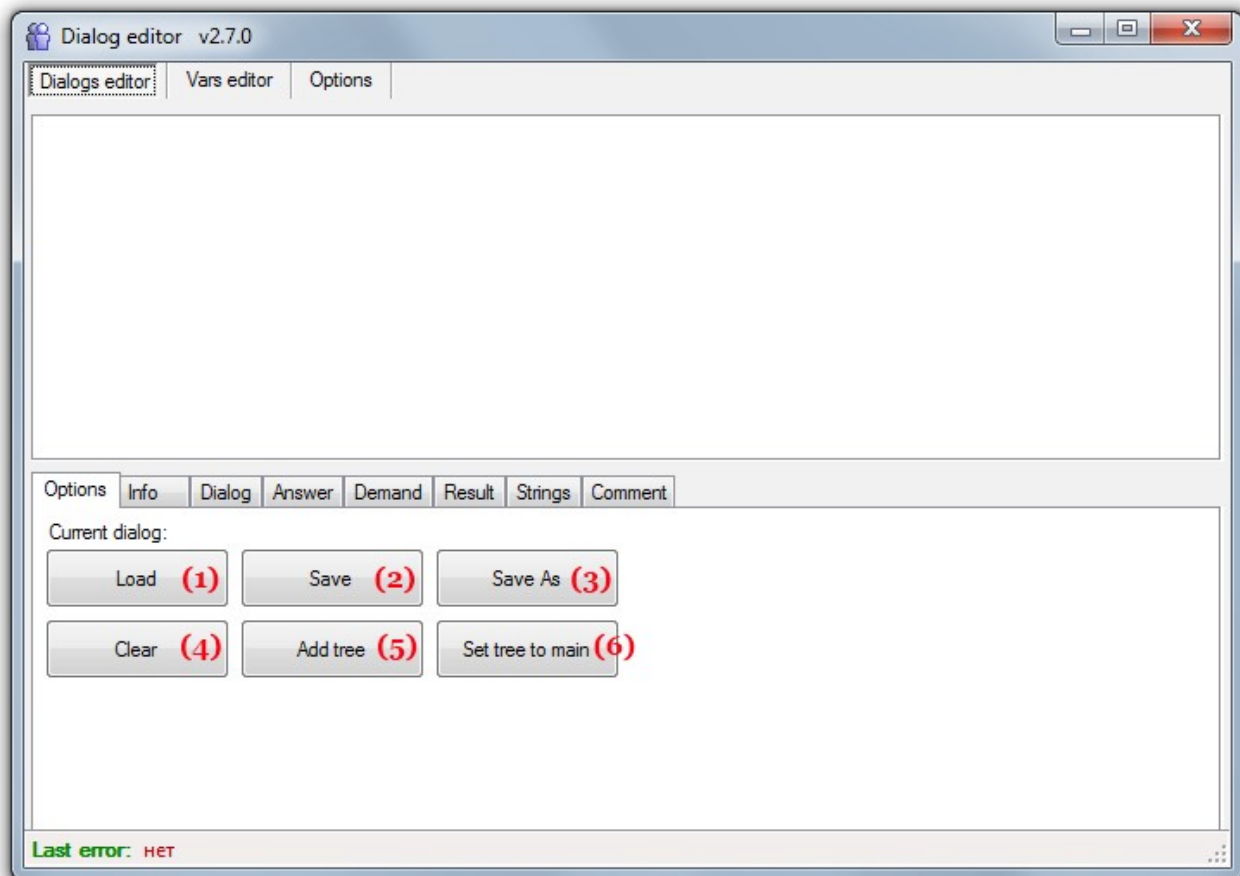 Dialog editor v2.7.0
Dialogs editor Vars editor Options
Options Info Dialog Answer Demand Result Strings Comment
Current dialog:
Load (1) Save (2) Save As (3)
Clear (4) Add tree (5) Set tree to main (6)
Last error: нет